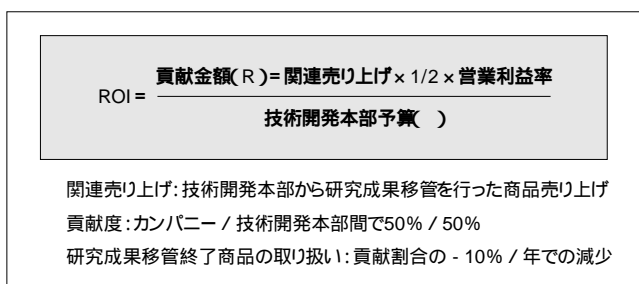 貢献金額(R)=関連売り上げ×1/2×営業利益率
ROI=
技術開発本部予算( )
関連売り上げ:技術開発本部から研究成果移管を行った商品売り上げ
貢献度:カンパニー/技術開発本部間で50%/50%
研究成果移管終了商品の取り扱い:貢献割合の-10%/年での減少